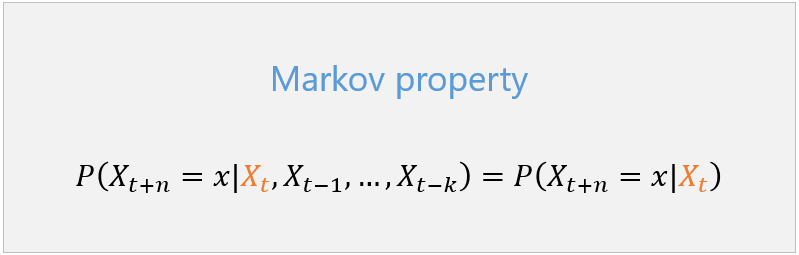 Markov property
P(X_{t+n} = x|X_t, X_{t-1}, ..., X_{t-k}) = P(X_{t+n} = x|X_t)